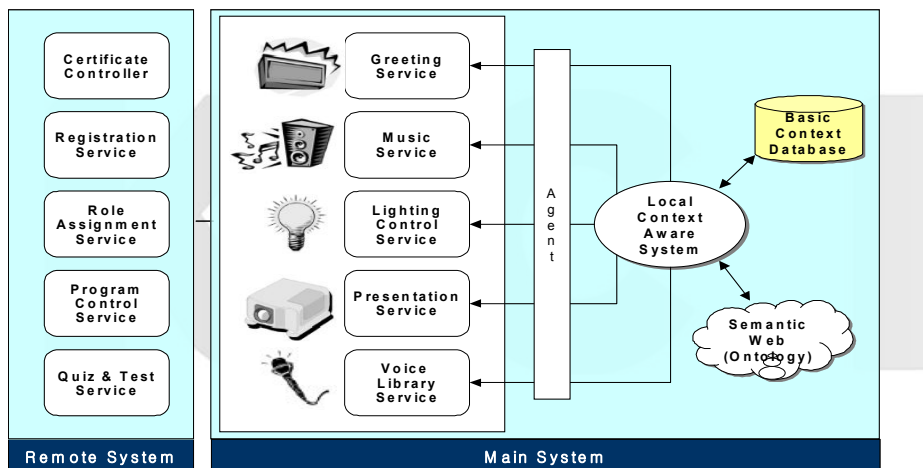 Certificate
Controller
Registration
Service
Role
Assignment
Service
Program
Control
Service
Quiz & Test
Service
Remote System
Greeting
Service
Music
Service
Lighting
Control
Service
Presentation
Service
Voice
Library
Service
Agent
Local
Context
Aware
System
Basic
Context
Database
Semantic
Web
(Ontology)
Main System